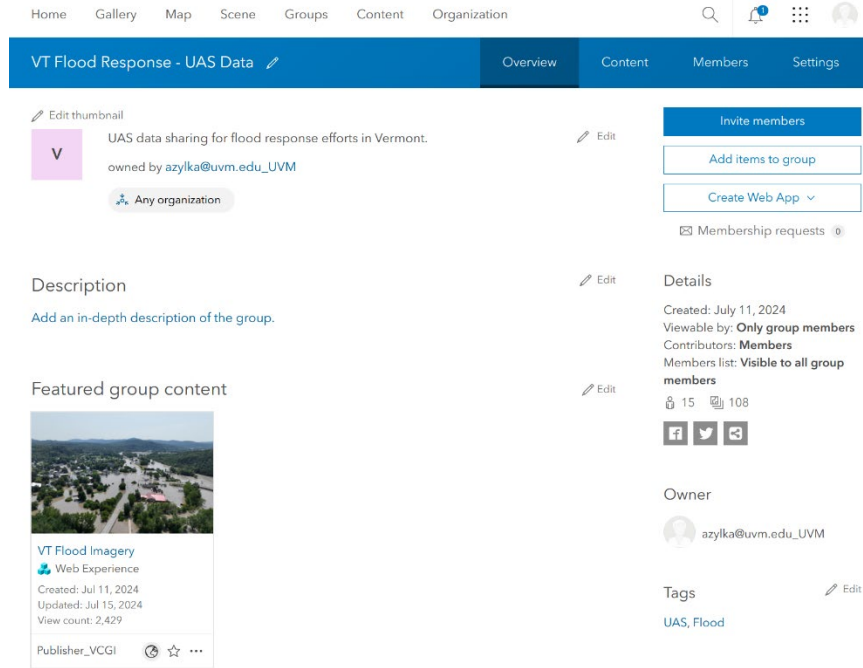 Home Gallery Map Scene Groups Content Organization
1
VT Flood Response - UAS Data
Overview Content Members Settings
Edit thumbnail
V
UAS data sharing for flood response efforts in Vermont.
Edit
owned by azylka@uvm.edu_UVM
Any organization
Invite members
Add items to group
Create Web App
Membership requests 0
Description
Edit
Add an in-depth description of the group.
Featured group content
Edit
VT Flood Imagery
Web Experience
Created: Jul 11, 2024
Updated: Jul 15, 2024
View count: 2,429
Publisher_VCGI
Details
Created: July 11, 2024
Viewable by: Only group members
Contributors: Members
Members list: Visible to all group
members
15 108
Owner
azylka@uvm.edu_UVM
Tags
Edit
UAS, Flood